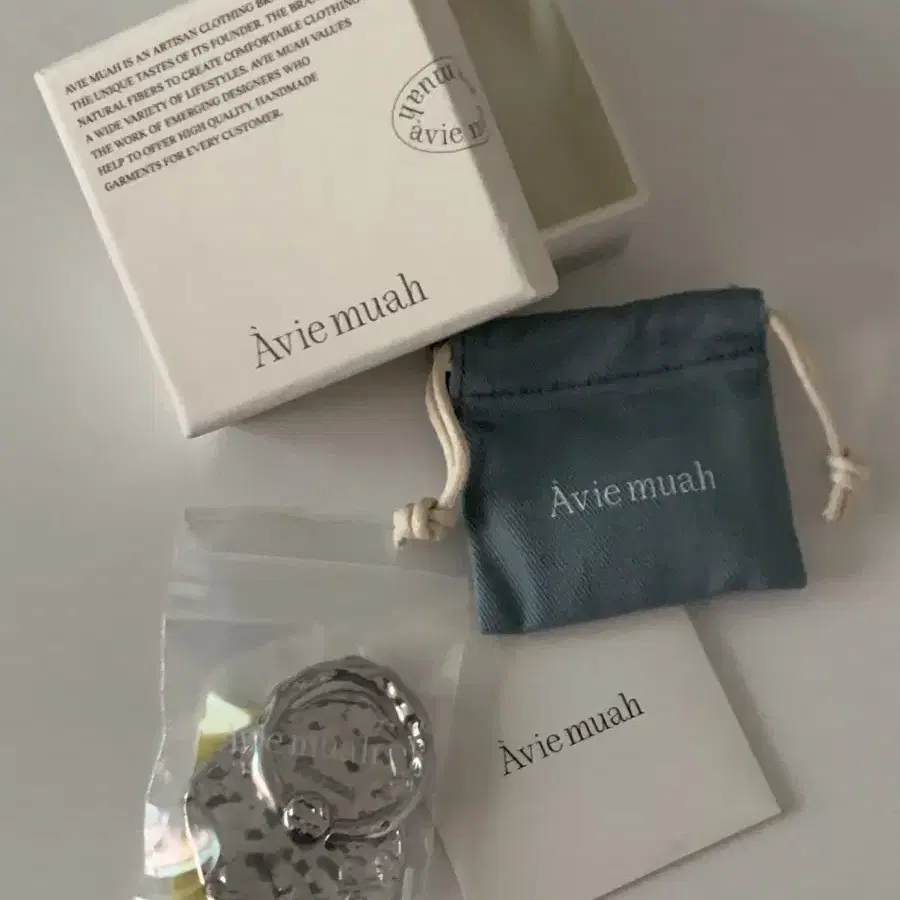 AVIE MUAH IS AN ARTISAN CLOTHING
THE UNIQUE TASTES OF ITS FOUNDER. THE
NATURAL FIBERS TO CREATE COMFORTABLE CLOTHING
A WIDE VARIETY OF LIFESTYLES. AVIE MUAH VALUES
THE WORK OF EMERGING DESIGNERS WHO
HELP TO OFFER HIGH QUALITY, HANDMADE
GARMENTS FOR EVERY CUSTOMER.
muah
àvie
Àvie muah
Àvie muah
Àvie muah
Àvie muah